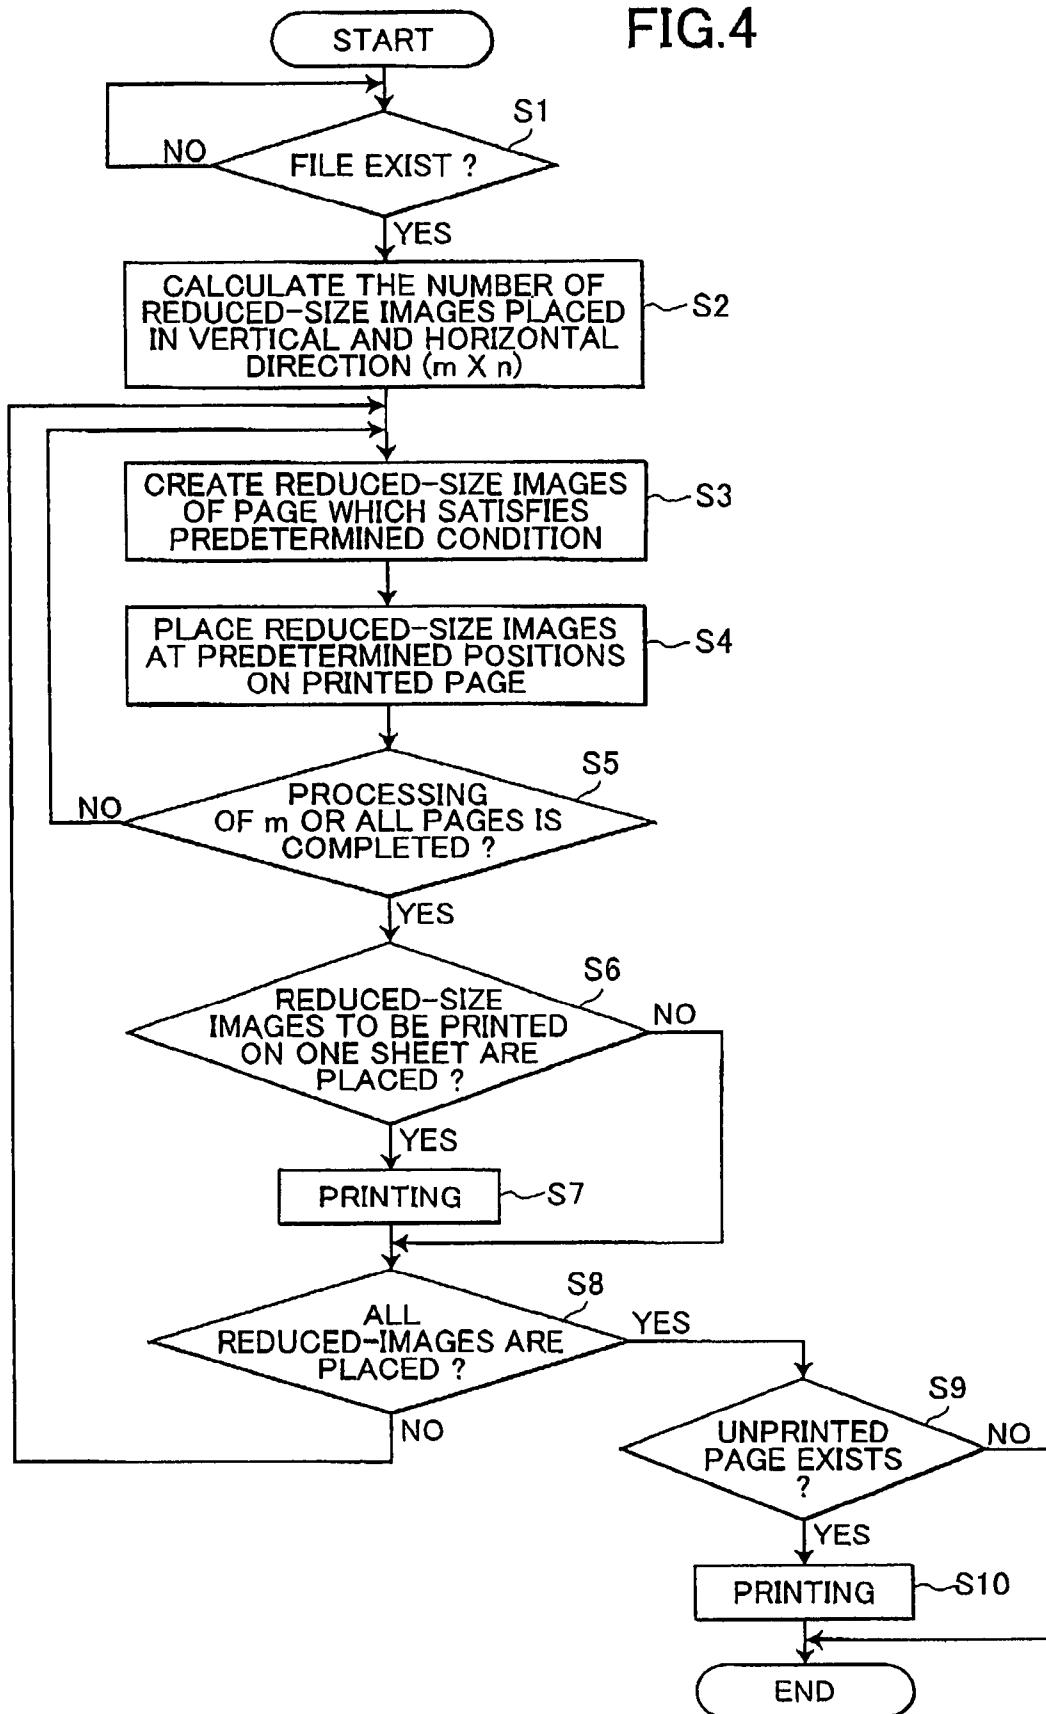 FIG.4
START
S1
NO
FILE EXIST ?
YES
CALCULATE THE NUMBER OF
REDUCED-SIZE IMAGES PLACED
IN VERTICAL AND HORIZONTAL
DIRECTION (m X n)
S2
CREATE REDUCED-SIZE IMAGES
OF PAGE WHICH SATISFIES
PREDETERMINED CONDITION
S3
PLACE REDUCED-SIZE IMAGES
AT PREDETERMINED POSITIONS
ON PRINTED PAGE
S4
S5
NO
PROCESSING
OF m OR ALL PAGES IS
COMPLETED ?
YES
S6
REDUCED-SIZE
IMAGES TO BE PRINTED
ON ONE SHEET ARE
PLACED ?
NO
YES
PRINTING
S7
S8
ALL
REDUCED-IMAGES ARE
PLACED ?
YES
NO
S9
UNPRINTED
PAGE EXISTS
?
NO
YES
PRINTING
S10
END